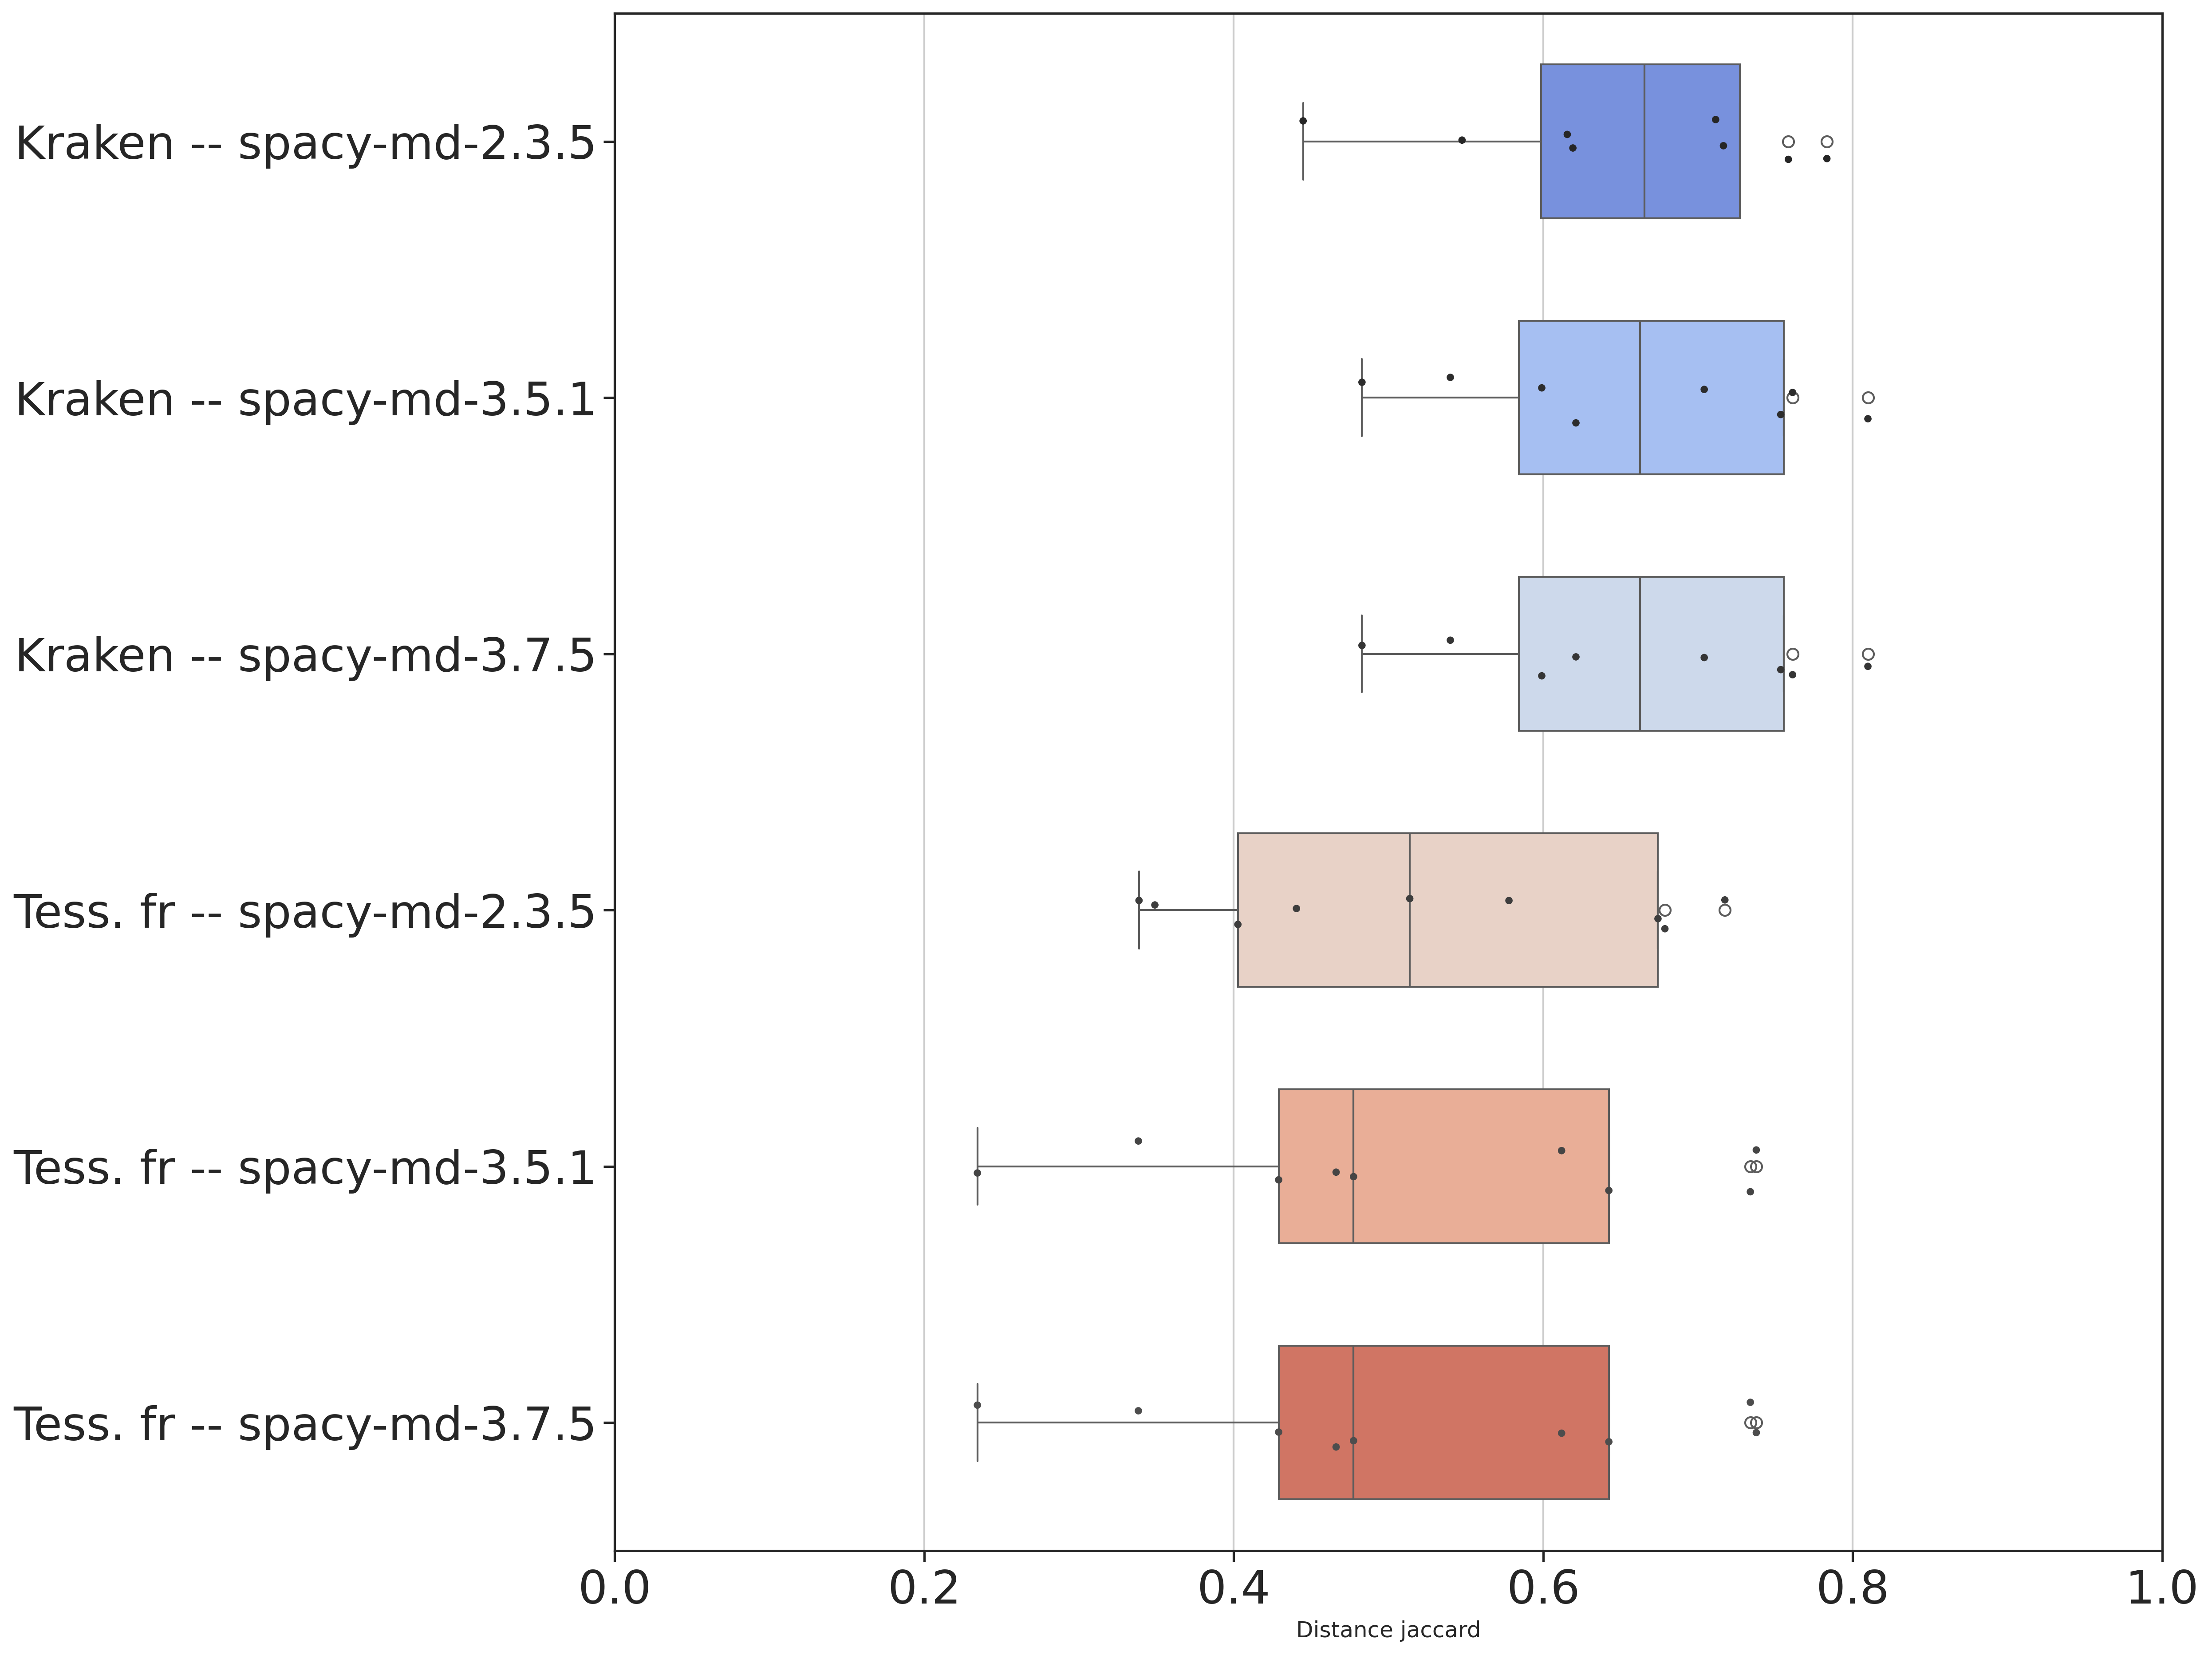 Kraken -- spacy-md-2.3.5
Kraken -- spacy-md-3.5.1
Kraken -- spacy-md-3.7.5
Tess. fr -- spacy-md-2.3.5
Tess. fr -- spacy-md-3.5.1
Tess. fr -- spacy-md-3.7.5
0.0 0.2 0.4 0.6 0.8 1.0
Distance jaccard